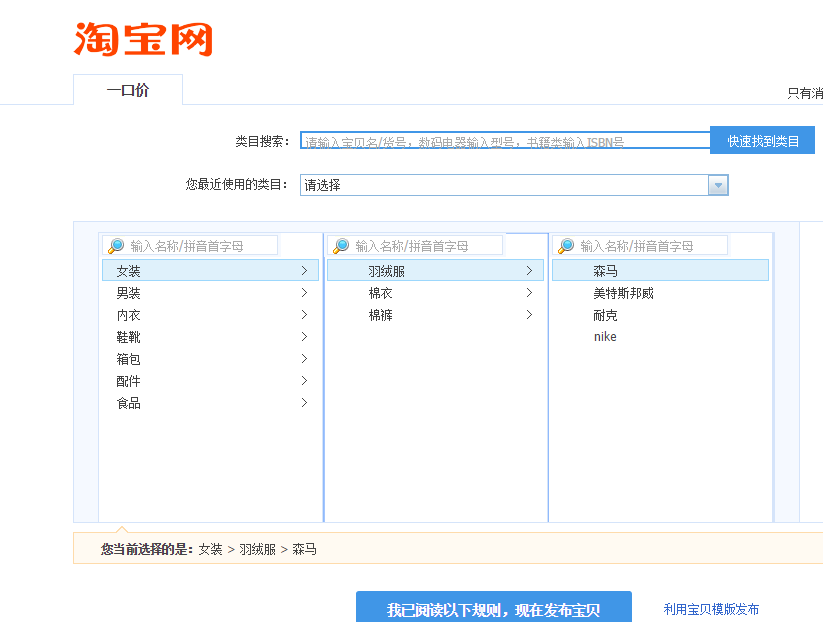 淘宝网
一口价
只有消
类目搜索： 请输入宝贝名/货号，数码电器输入型号，书籍类输入ISBN号 快速找到类目
您最近使用的类目： 请选择
输入名称/拼音首字母 输入名称/拼音首字母 输入名称/拼音首字母
女装 羽绒服 森马
男装 棉衣 美特斯邦威
内衣 棉裤 耐克
鞋靴 nike
箱包
配件
食品
您当前选择的是：女装 > 羽绒服 > 森马
我已阅读以下规则，现在发布宝贝 利用宝贝模版发布